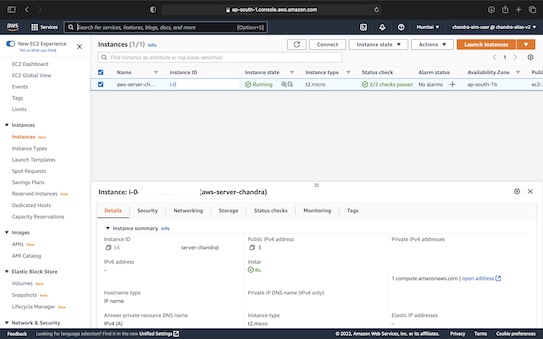 ap-south-1.console.aws.amazon.com
aws
Services
Search for services, features, blogs, docs, and more
[Option+S]
Mumbai
chandra-aim-user @ chandra-alias-v2
New EC2 Experience
Tell us what you think
EC2 Dashboard
EC2 Global View
Events
Tags
Limits
Instances
Instances New
Instance Types
Launch Templates
Spot Requests
Savings Plans
Reserved Instances New
Dedicated Hosts
Capacity Reservations
Images
AMIs New
AMI Catalog
Elastic Block Store
Volumes New
Snapshots New
Lifecycle Manager New
Network & Security
Instances (1/1) Info
Connect
Instance state
Actions
Launch instances
Find instance by attribute or tag (case-sensitive)
1
Name
Instance ID
Instance state
Instance type
Status check
Alarm status
Availability Zone
Public
aws-server-ch...
i-0
Running
t2.micro
2/2 checks passed
No alarms
ap-south-1b
ec2-
Instance: i-0 (aws-server-chandra)
Details
Security
Networking
Storage
Status checks
Monitoring
Tags
Instance summary Info
Instance ID
i-( server-chandra)
Public IPv4 address
3
Private IPv4 addresses
IPv6 address
–
Instar
Ru
1.compute.amazonaws.com | open address
Hostname type
IP name:
Private IP DNS name (IPv4 only)
Answer private resource DNS name
IPv4 (A)
Instance type
t2.micro
Elastic IP addresses
–
Feedback
Looking for language selection? Find it in the new Unified Settings
© 2022, Amazon Web Services, Inc. or its affiliates.
Privacy
Terms
Cookie preferences